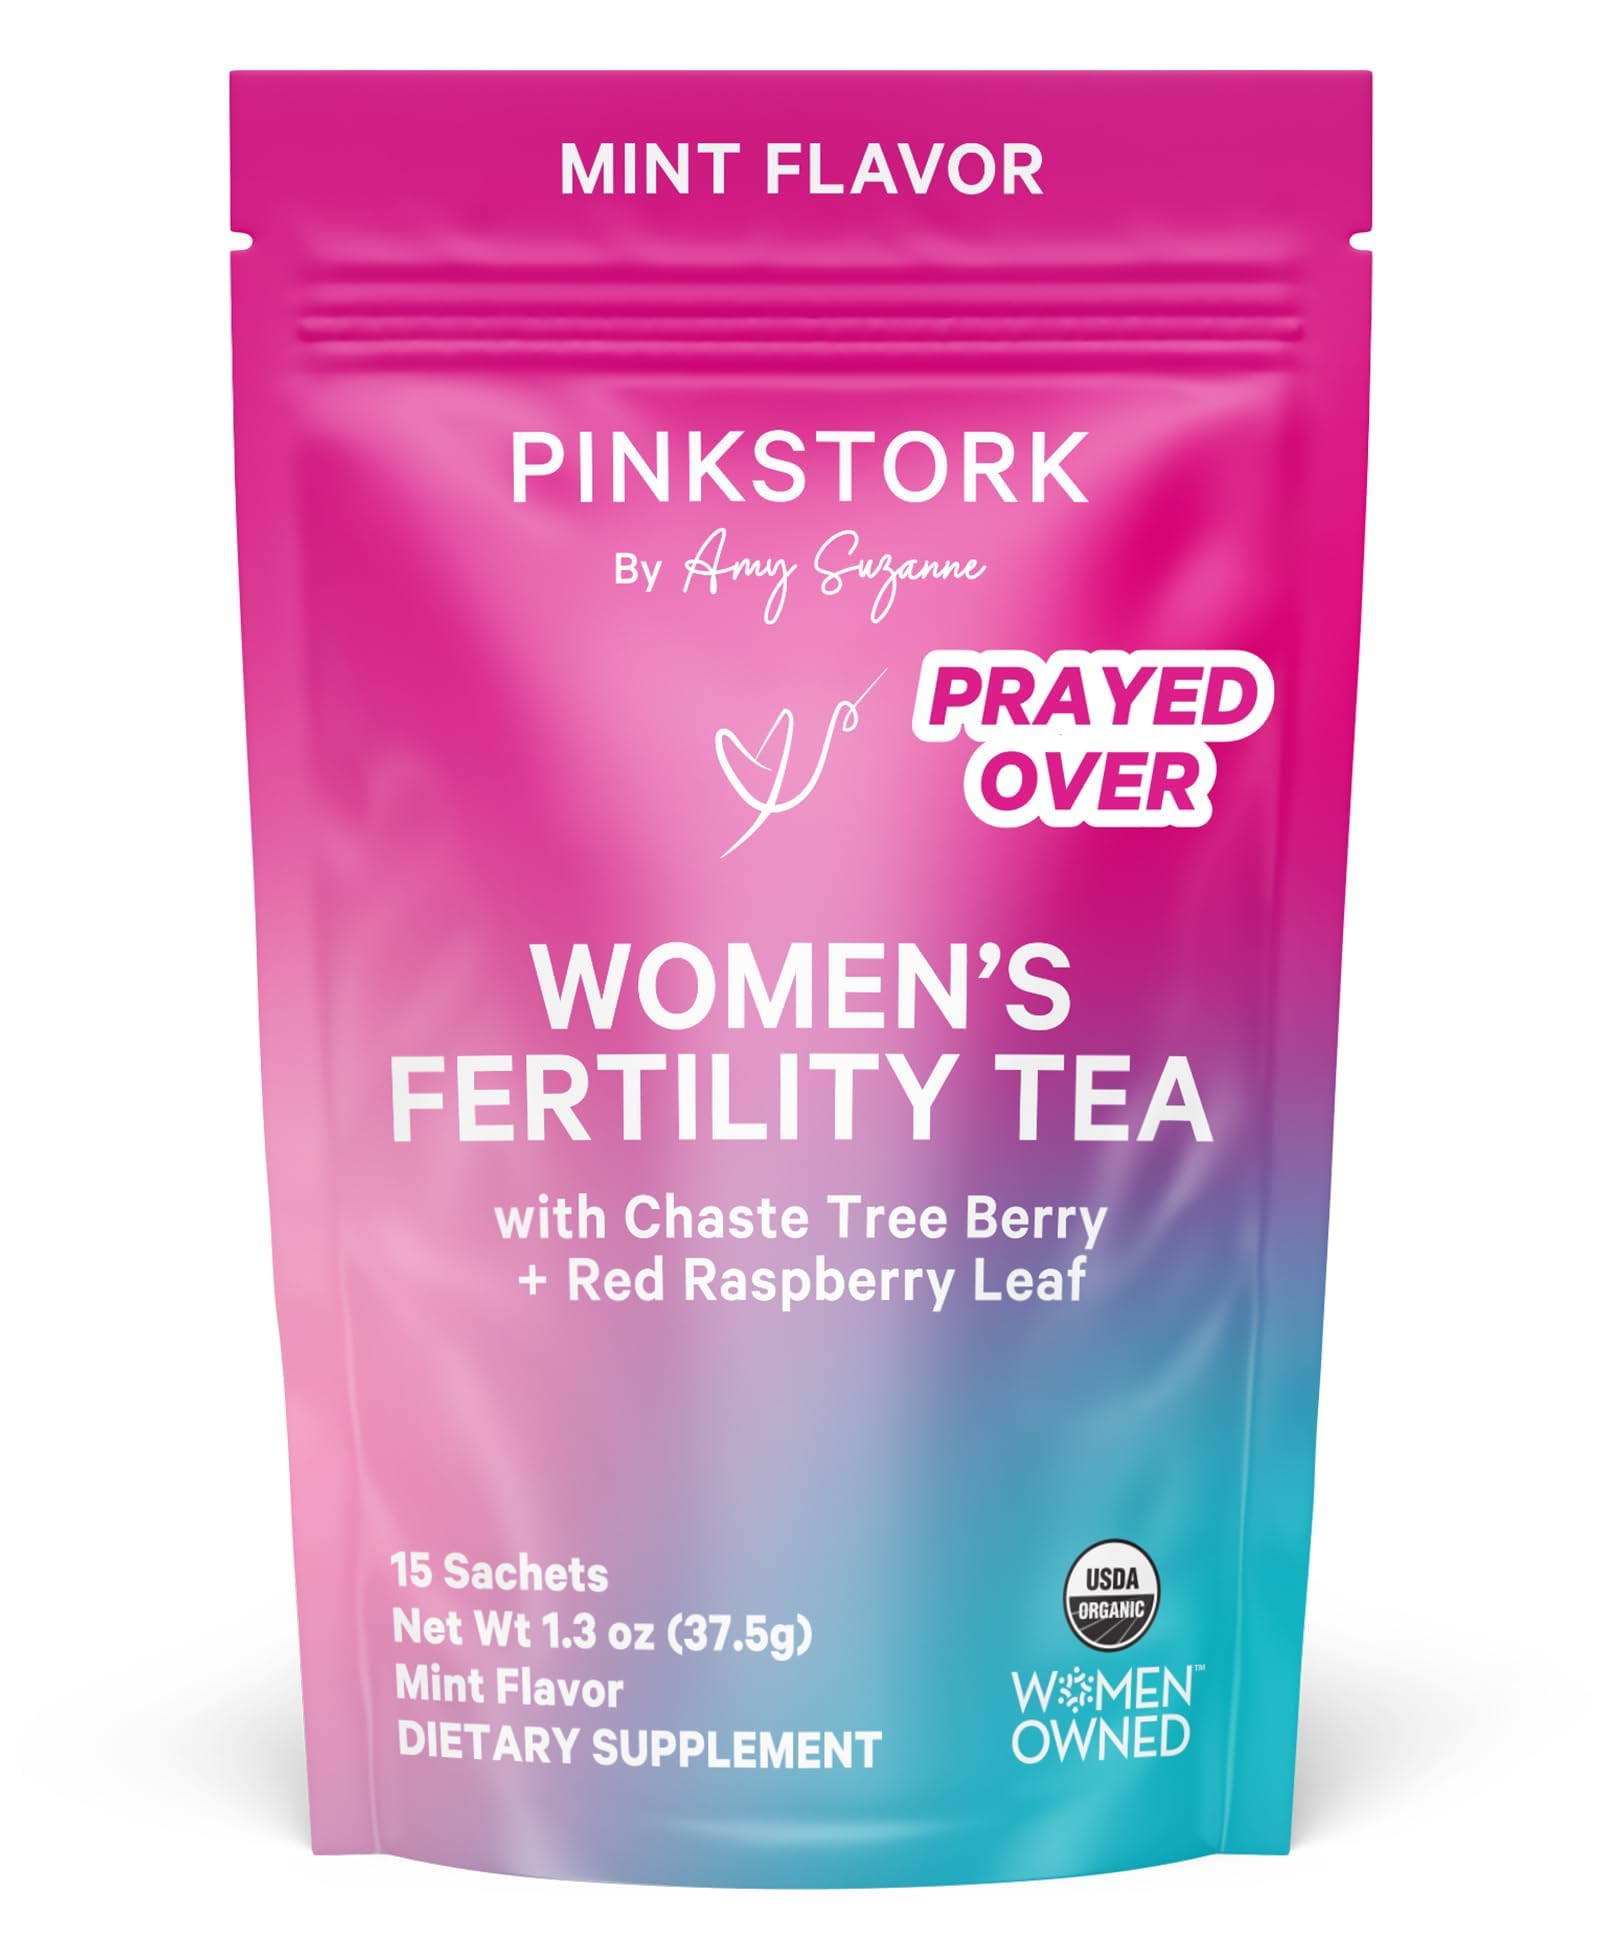 MINT FLAVOR
PINKSTORK
By Amy Suzanne
PRAYED
OVER
WOMEN'S
FERTILITY TEA
with Chaste Tree Berry
+ Red Raspberry Leaf
15 Sachets
Net Wt 1.3 oz (37.5g)
Mint Flavor
DIETARY SUPPLEMENT
USDA
ORGANIC
WOMEN™
OWNED